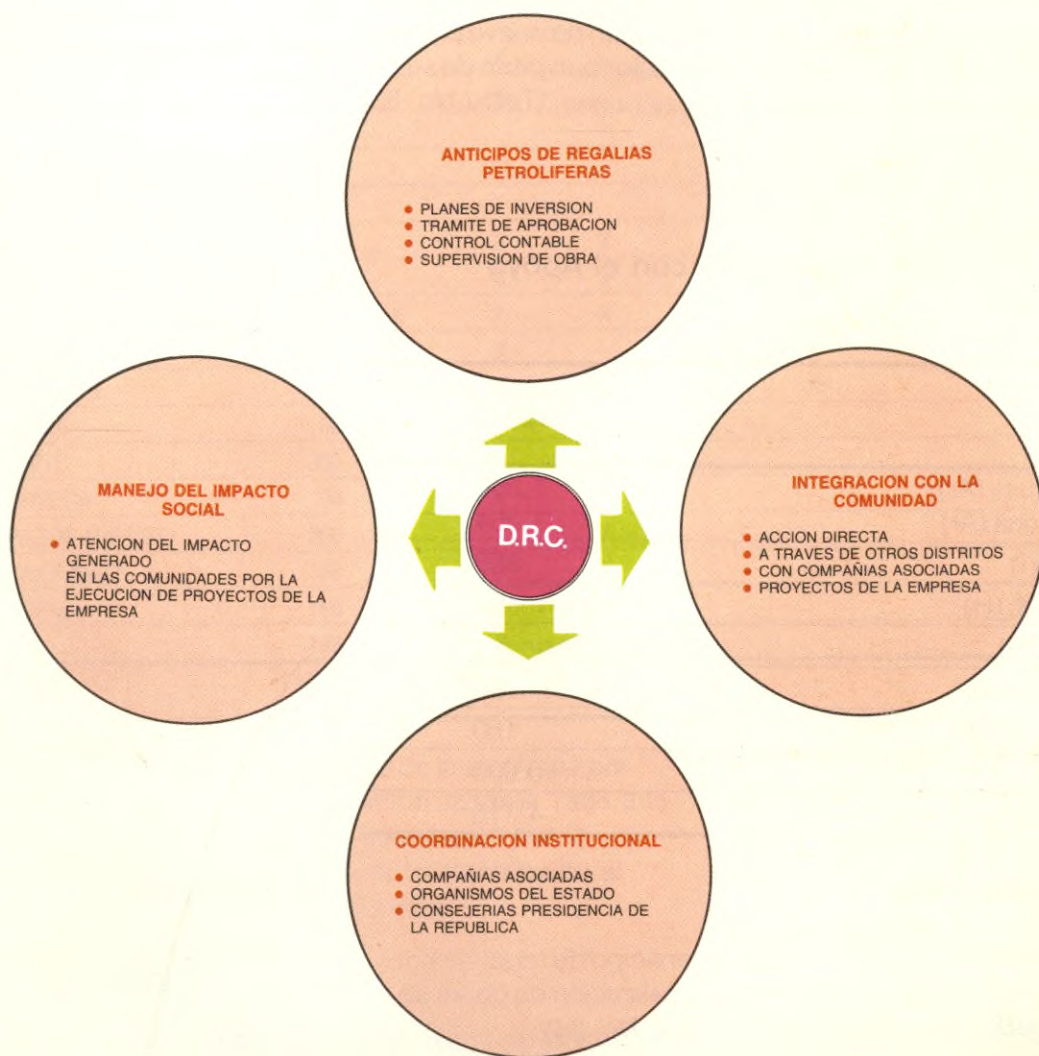 ANTICIPOS DE REGALIAS
PETROLIFERAS
● PLANES DE INVERSION
● TRAMITE DE APROBACION
● CONTROL CONTABLE
● SUPERVISION DE OBRA
MANEJO DEL IMPACTO
SOCIAL
● ATENCION DEL IMPACTO
GENERADO
EN LAS COMUNIDADES POR LA
EJECUCION DE PROYECTOS DE LA
EMPRESA
D.R.C.
INTEGRACION CON LA
COMUNIDAD
● ACCION DIRECTA
● A TRAVES DE OTROS DISTRITOS
● CON COMPAÑIAS ASOCIADAS
● PROYECTOS DE LA EMPRESA
COORDINACION INSTITUCIONAL
● COMPAÑIAS ASOCIADAS
● ORGANISMOS DEL ESTADO
● CONSEJERIAS PRESIDENCIA DE
LA REPUBLICA